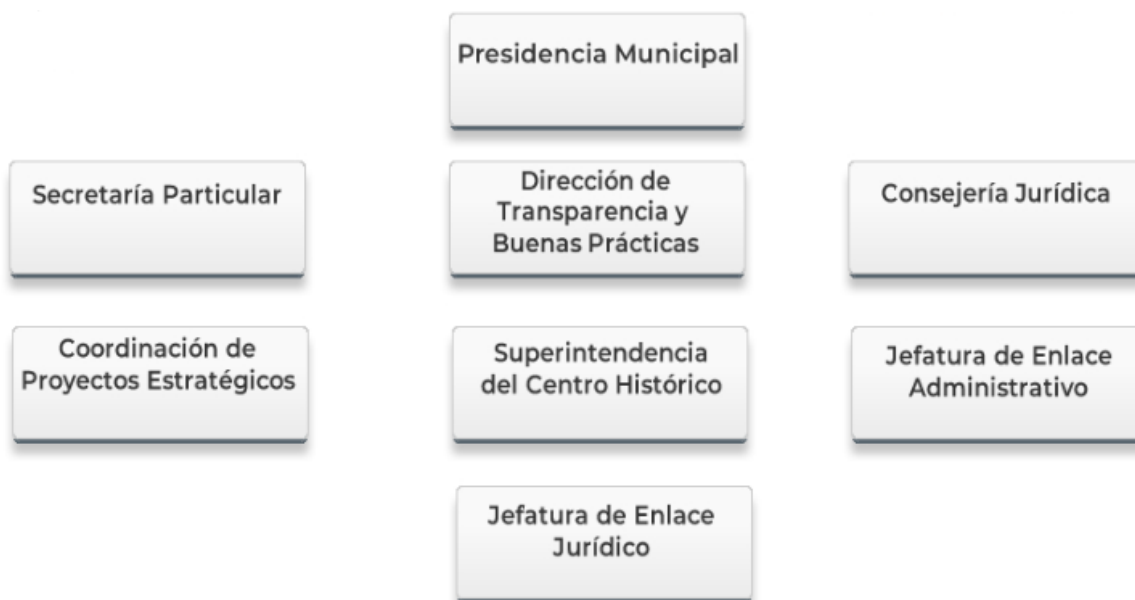 Presidencia Municipal
Secretaría Particular
Dirección de
Transparencia y
Buenas Prácticas
Consejería Jurídica
Coordinación de
Proyectos Estratégicos
Superintendencia
del Centro Histórico
Jefatura de Enlace
Administrativo
Jefatura de Enlace
Jurídico